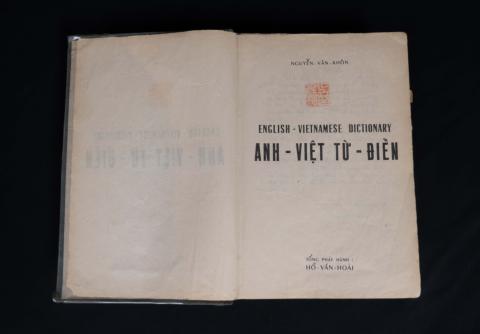 NGUYỄN-VĂN-KHÔN
ENGLISH - VIETNAMESE DICTIONARY
ANH - VIỆT TỪ - ĐIỂN
TỔNG PHÁT HÀNH :
HỒ-VĂN-HOÀI